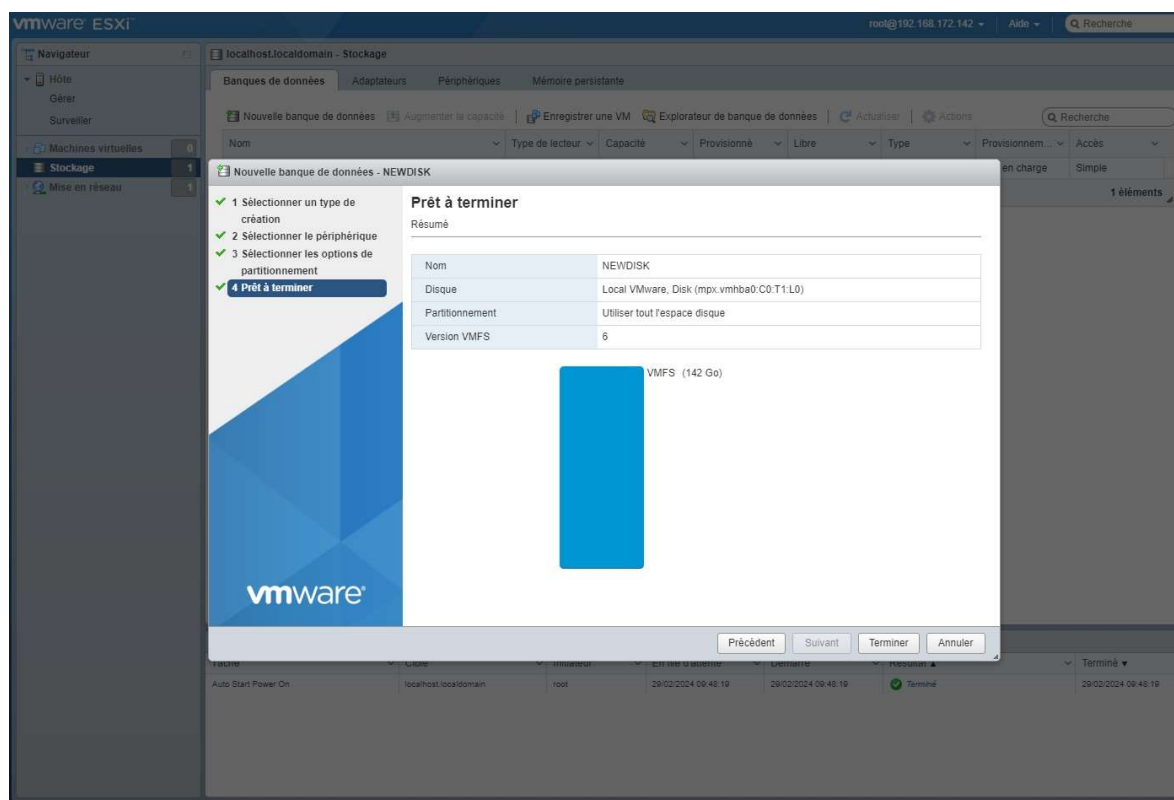 vmware ESXi
root@192.168.172.142
Aide
Recherche
Navigateur
Hôte
Gérer
Surveiller
Machines virtuelles 0
Stockage 1
Mise en réseau 1
localhost.localdomain - Stockage
Banques de données Adaptateurs Périphériques Mémoire persistante
Nouvelle banque de données Augmenter la capacité Enregistrer une VM Explorateur de banque de données Actualiser Actions
Recherche
Nom Type de lecteur Capacité Provisionné Libre Type Provisionnem... Accès
en charge Simple
1 éléments
Nouvelle banque de données - NEWDISK
1 Sélectionner un type de
création
2 Sélectionner le périphérique
3 Sélectionner les options de
partitionnement
4 Prêt à terminer
vmware
Prêt à terminer
Résumé
Nom NEWDISK
Disque Local VMware, Disk (mpx.vmhba0:C0:T1:L0)
Partitionnement Utiliser tout l'espace disque
Version VMFS 6
VMFS (142 Go)
Précédent Suivant Terminer Annuler
Tâche Cible Initiateur En file d'attente Démarré Résultat Terminé
Auto Start Power On localhost.localdomain root 29/02/2024 09:48:19 29/02/2024 09:48:19 Terminé 29/02/2024 09:48:19